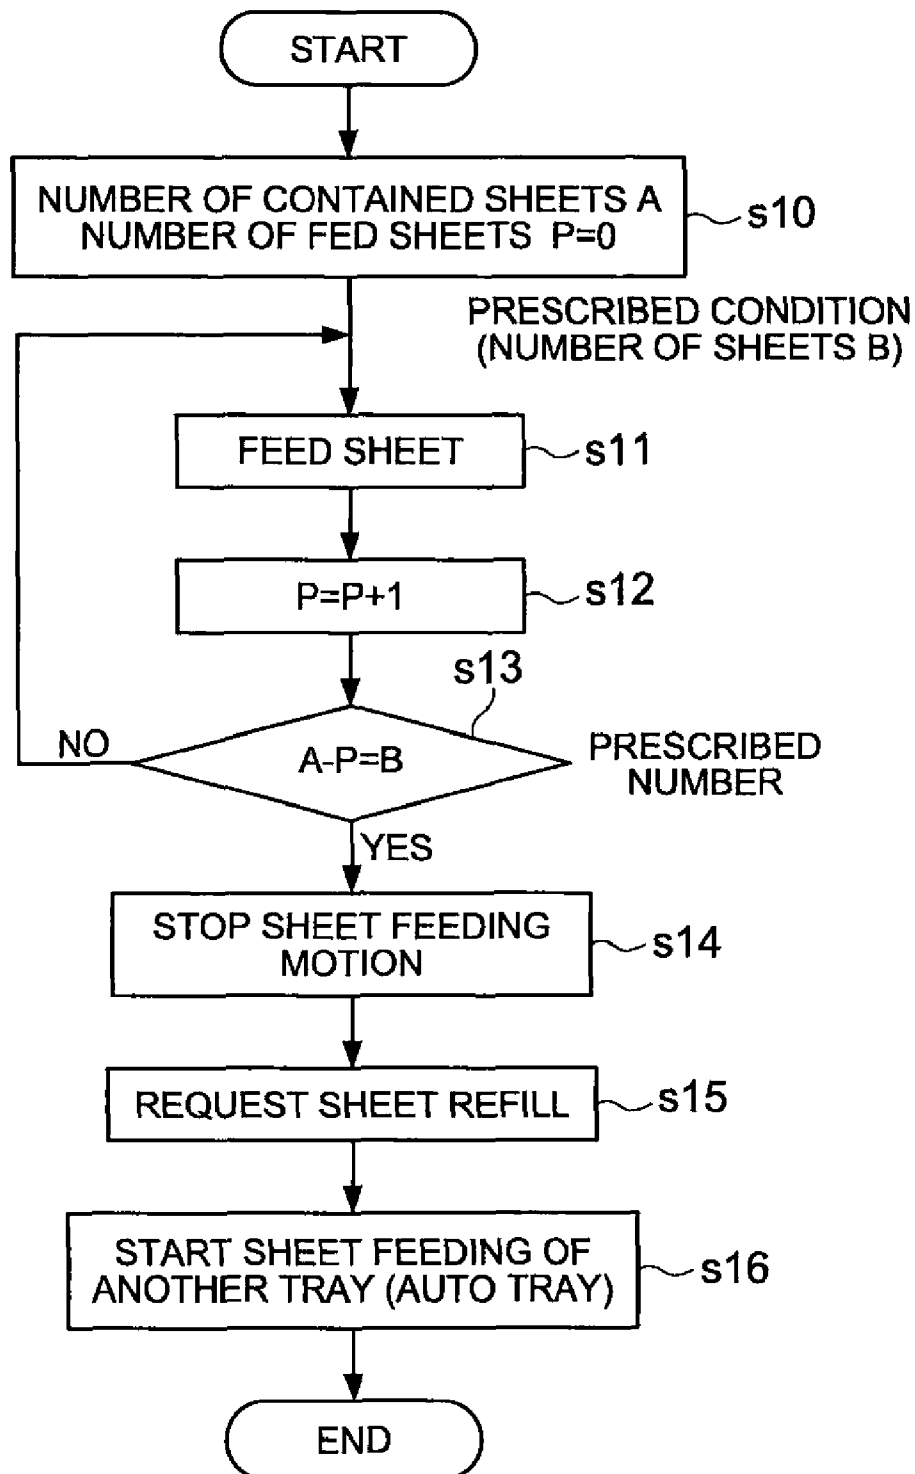 START
NUMBER OF CONTAINED SHEETS A
NUMBER OF FED SHEETS P=0
s10
PRESCRIBED CONDITION
(NUMBER OF SHEETS B)
FEED SHEET
s11
P=P+1
s12
s13
NO
A-P=B
PRESCRIBED
NUMBER
YES
STOP SHEET FEEDING
MOTION
s14
REQUEST SHEET REFILL
s15
START SHEET FEEDING OF
ANOTHER TRAY (AUTO TRAY)
s16
END